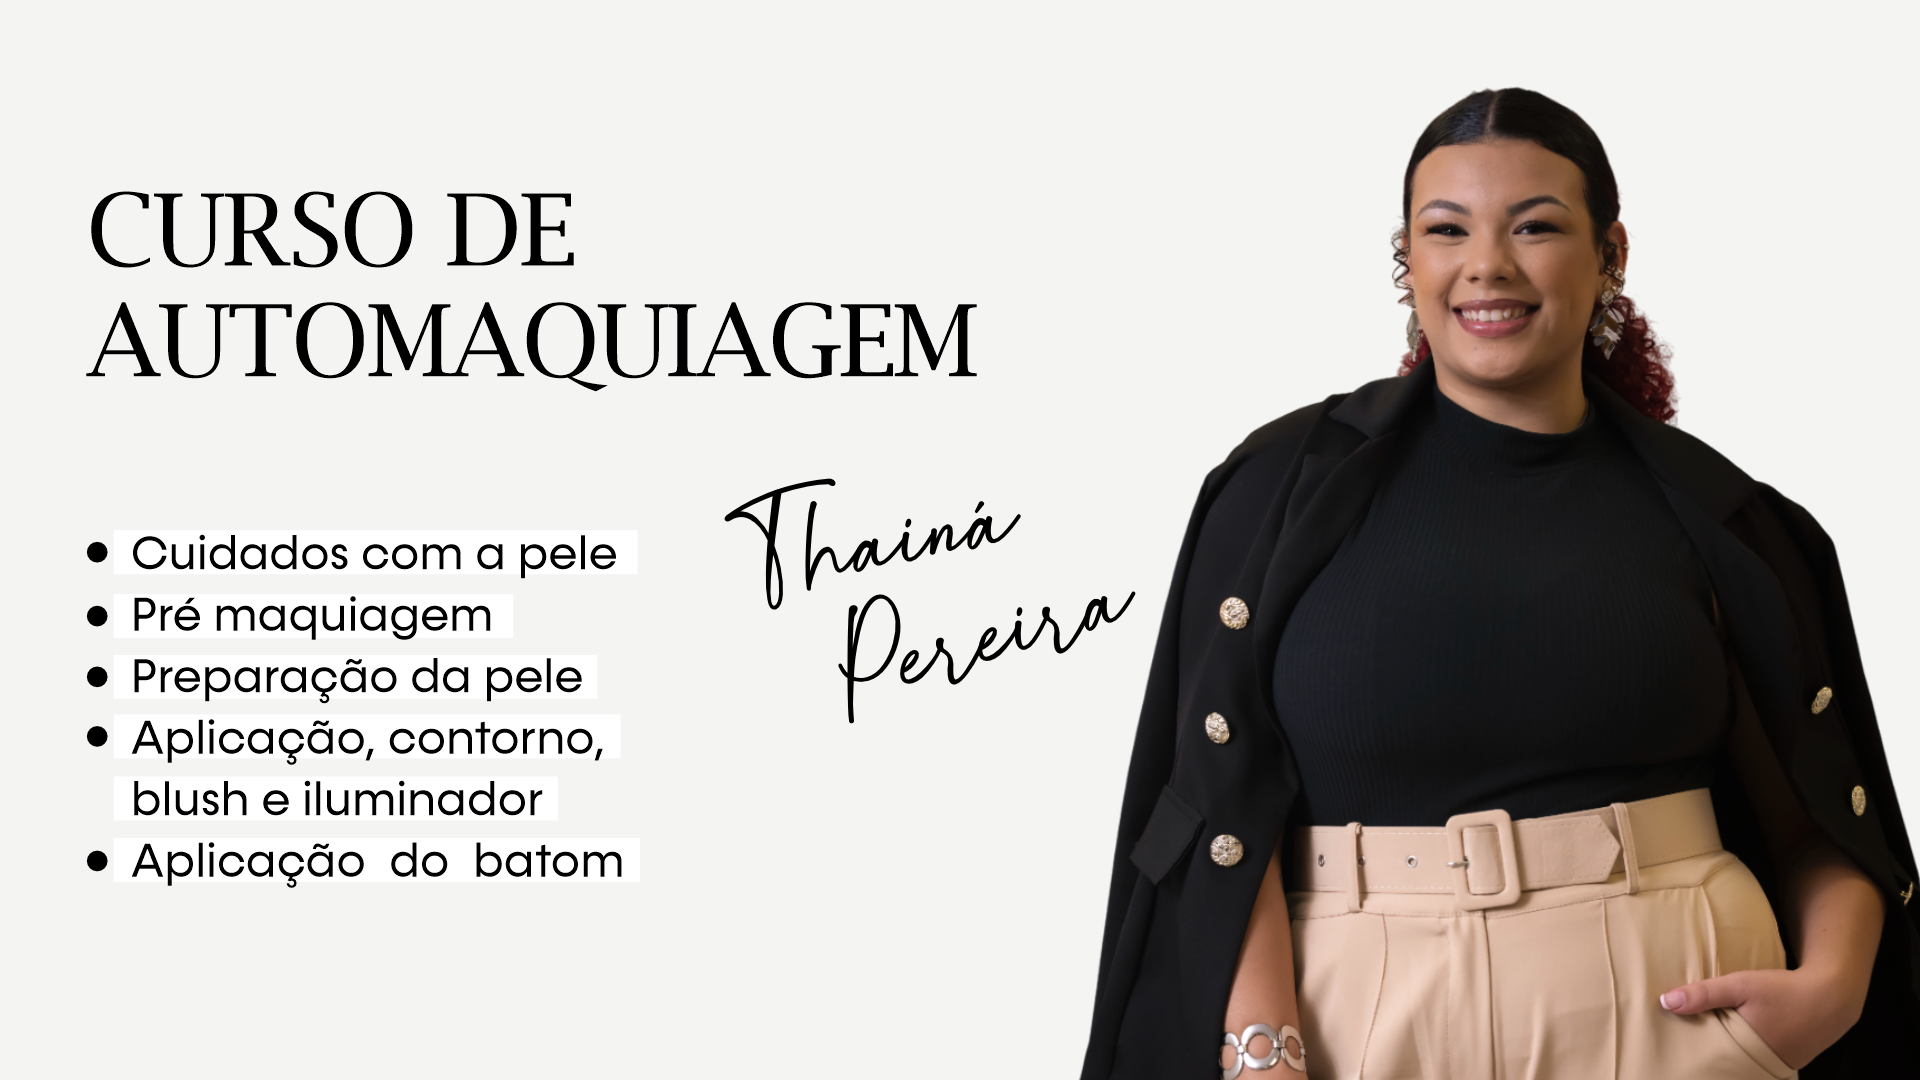 CURSO DE
AUTOMAQUIAGEM
Thainá
Pereira
Cuidados com a pele
Pré maquiagem
Preparação da pele
Aplicação, contorno,
blush e iluminador
Aplicação do batom